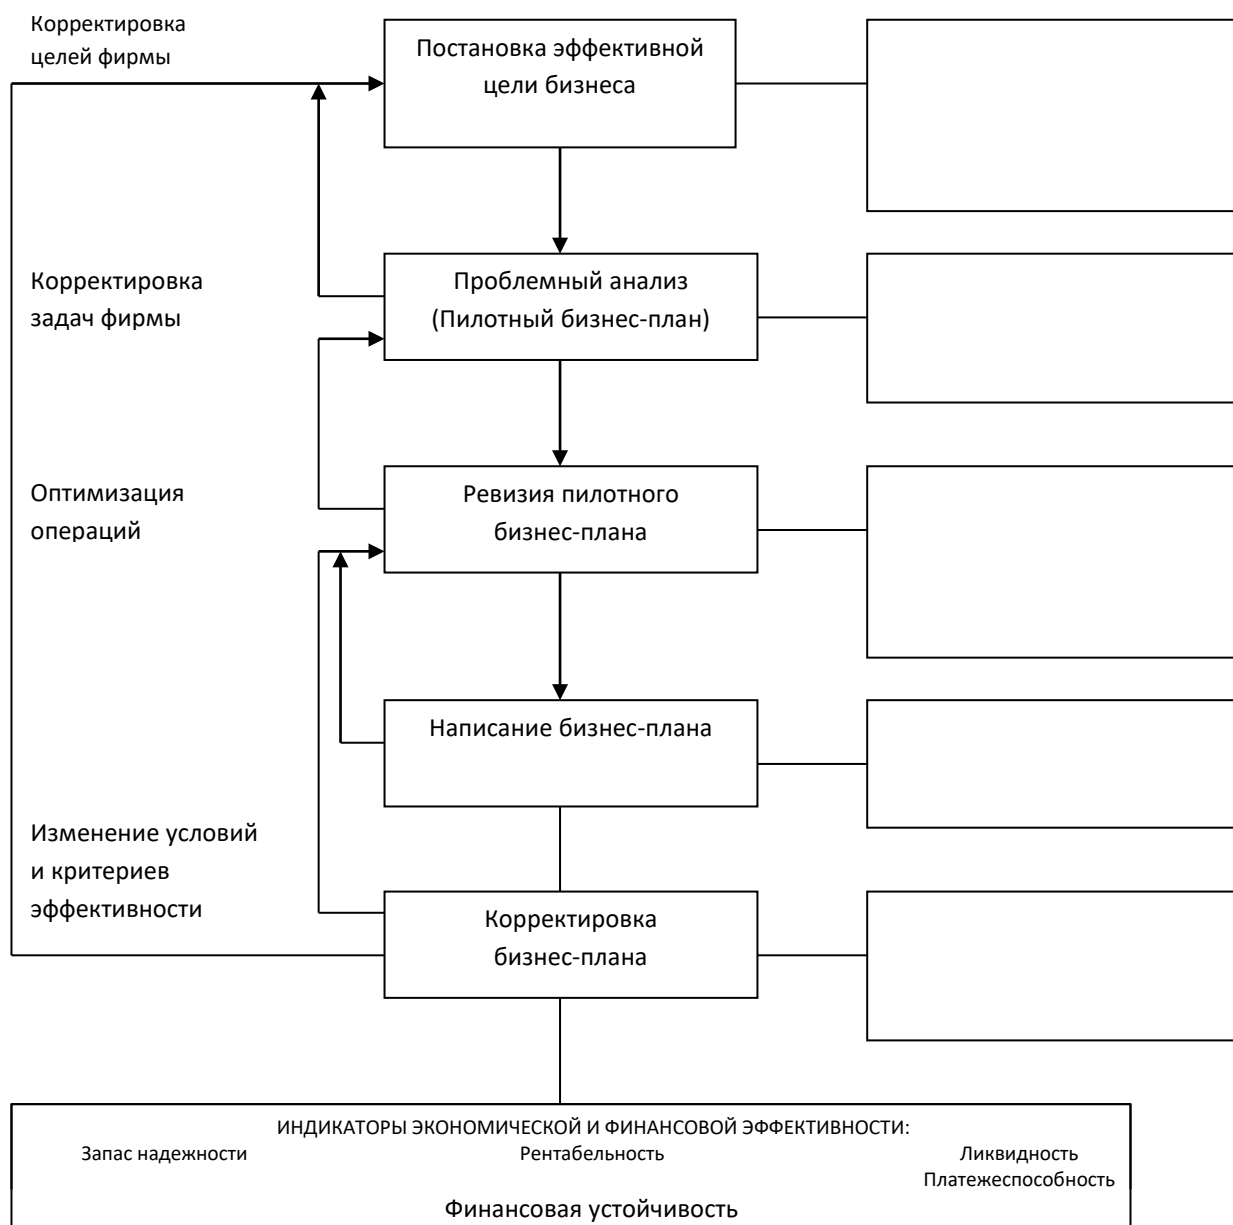 Корректировка
целей фирмы
Постановка эффективной
цели бизнеса
Корректировка
задач фирмы
Проблемный анализ
(Пилотный бизнес-план)
Оптимизация
операций
Ревизия пилотного
бизнес-плана
Написание бизнес-плана
Изменение условий
и критериев
эффективности
Корректировка
бизнес-плана
ИНДИКАТОРЫ ЭКОНОМИЧЕСКОЙ И ФИНАНСОВОЙ ЭФФЕКТИВНОСТИ:
Запас надежности Рентабельность Ликвидность
Платежеспособность
Финансовая устойчивость